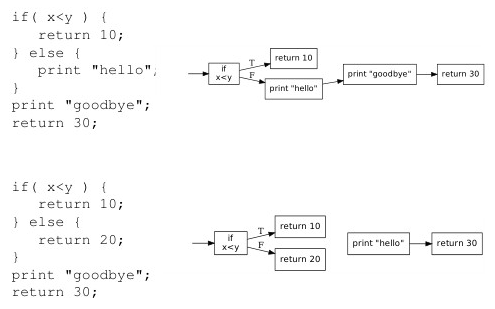 if( x<y ) {
return 10;
} else {
print "hello";
}
print "goodbye";
return 30;
if
x<y
T
F
return 10
print "hello"
print "goodbye"
return 30
if( x<y ) {
return 10;
} else {
return 20;
}
print "goodbye";
return 30;
if
x<y
T
F
return 10
return 20
print "hello"
return 30